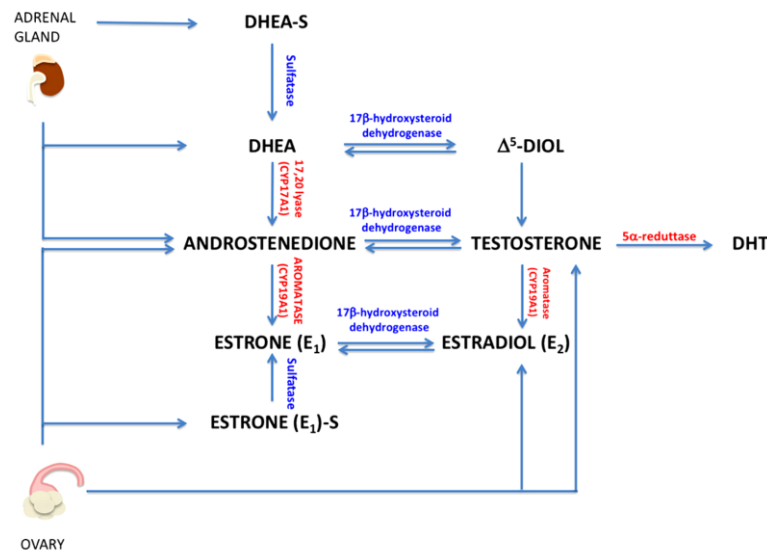 ADRENAL
GLAND
DHEA-S
Sulfatase
DHEA
17β-hydroxysteroid
dehydrogenase
Δ⁵-DIOL
17,20 lyase
(CYP17A1)
ANDROSTENEDIONE
17β-hydroxysteroid
dehydrogenase
TESTOSTERONE
5α-reduttase
DHT
AROMATASE
(CYP19A1)
Aromatase
(CYP19A1)
ESTRONE (E₁)
17β-hydroxysteroid
dehydrogenase
ESTRADIOL (E₂)
Sulfatase
ESTRONE (E₁)-S
OVARY